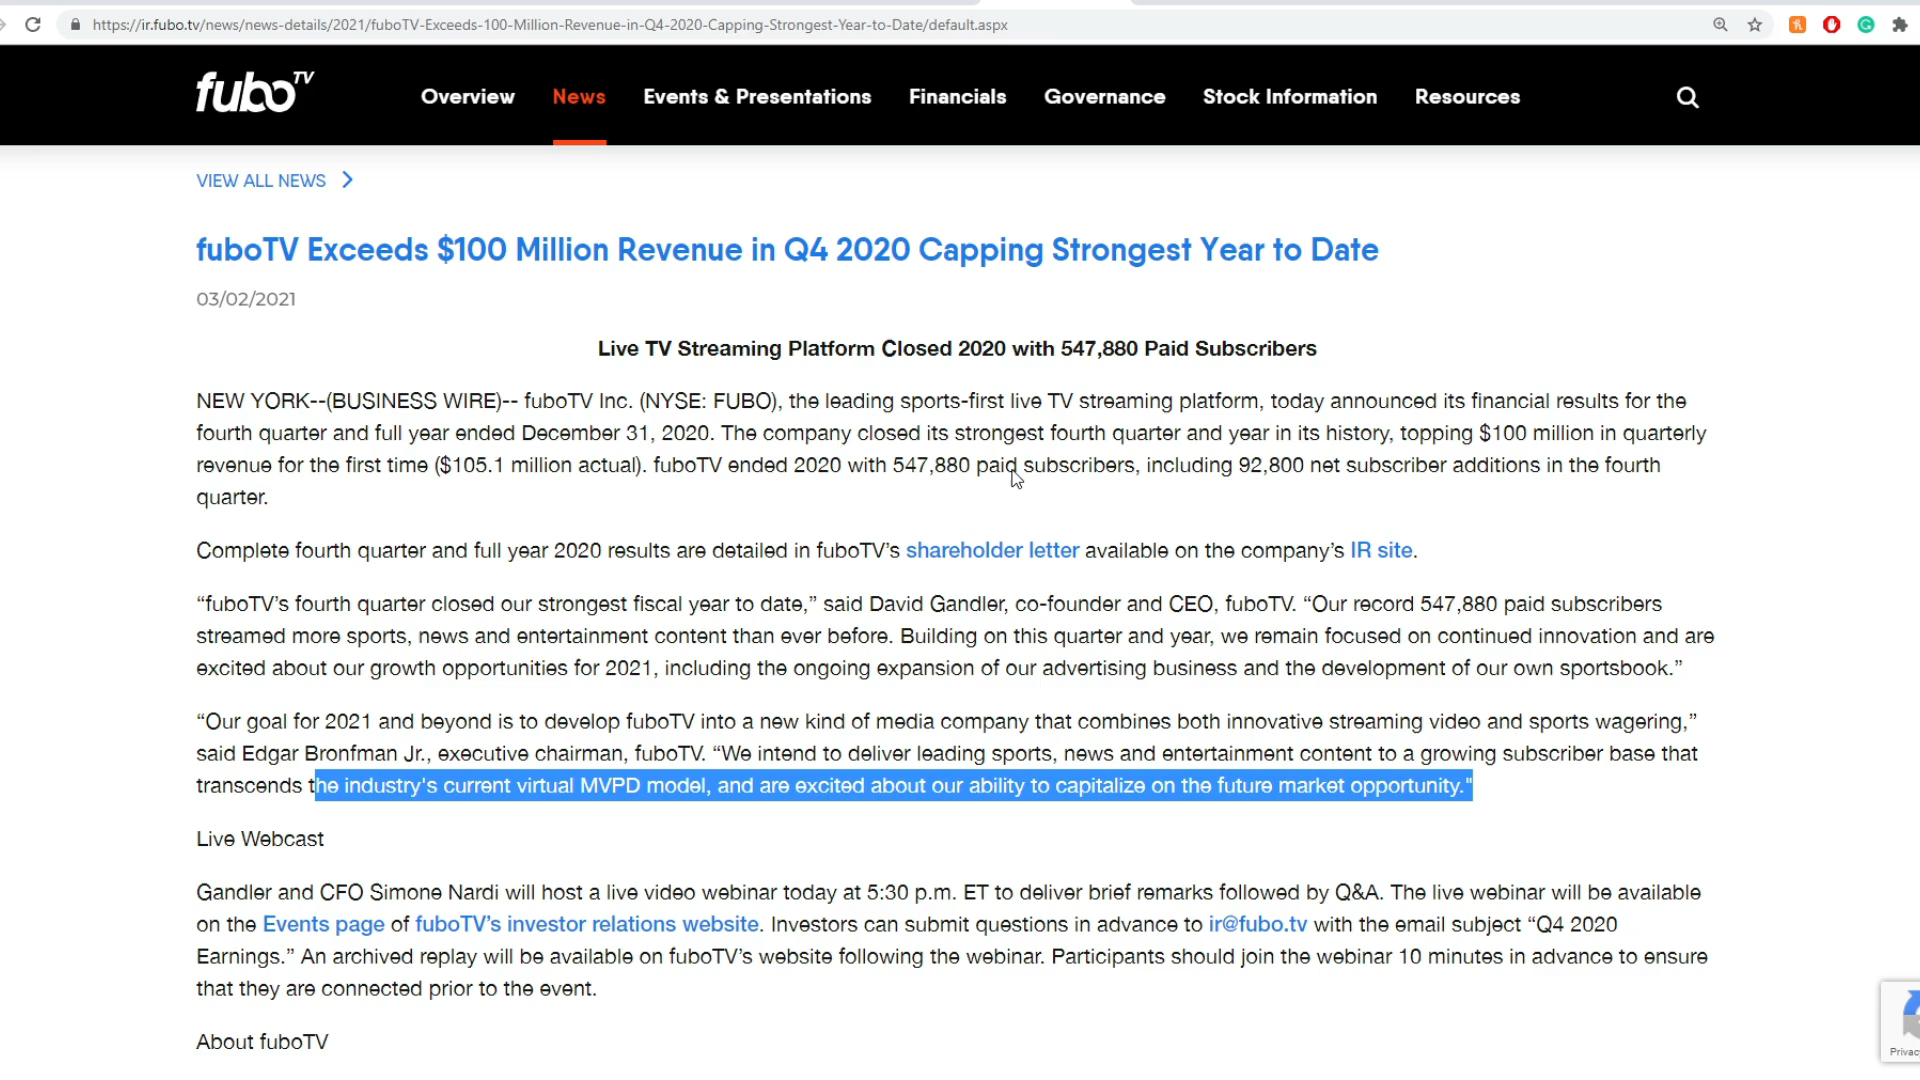 https://ir.fubo.tv/news/news-details/2021/fuboTV-Exceeds-100-Million-Revenue-in-Q4-2020-Capping-Strongest-Year-to-Date/default.aspx
fubo TV
Overview News Events & Presentations Financials Governance Stock Information Resources
VIEW ALL NEWS
fuboTV Exceeds $100 Million Revenue in Q4 2020 Capping Strongest Year to Date
03/02/2021
Live TV Streaming Platform Closed 2020 with 547,880 Paid Subscribers
NEW YORK--(BUSINESS WIRE)-- fuboTV Inc. (NYSE: FUBO), the leading sports-first live TV streaming platform, today announced its financial results for the
fourth quarter and full year ended December 31, 2020. The company closed its strongest fourth quarter and year in its history, topping $100 million in quarterly
revenue for the first time ($105.1 million actual). fuboTV ended 2020 with 547,880 paid subscribers, including 92,800 net subscriber additions in the fourth
quarter.
Complete fourth quarter and full year 2020 results are detailed in fuboTV’s shareholder letter available on the company’s IR site.
“fuboTV’s fourth quarter closed our strongest fiscal year to date,” said David Gandler, co-founder and CEO, fuboTV. “Our record 547,880 paid subscribers
streamed more sports, news and entertainment content than ever before. Building on this quarter and year, we remain focused on continued innovation and are
excited about our growth opportunities for 2021, including the ongoing expansion of our advertising business and the development of our own sportsbook.”
“Our goal for 2021 and beyond is to develop fuboTV into a new kind of media company that combines both innovative streaming video and sports wagering,”
said Edgar Bronfman Jr., executive chairman, fuboTV. “We intend to deliver leading sports, news and entertainment content to a growing subscriber base that
transcends the industry's current virtual MVPD model, and are excited about our ability to capitalize on the future market opportunity."
Live Webcast
Gandler and CFO Simone Nardi will host a live video webinar today at 5:30 p.m. ET to deliver brief remarks followed by Q&A. The live webinar will be available
on the Events page of fuboTV’s investor relations website. Investors can submit questions in advance to ir@fubo.tv with the email subject “Q4 2020
Earnings.” An archived replay will be available on fuboTV’s website following the webinar. Participants should join the webinar 10 minutes in advance to ensure
that they are connected prior to the event.
About fuboTV